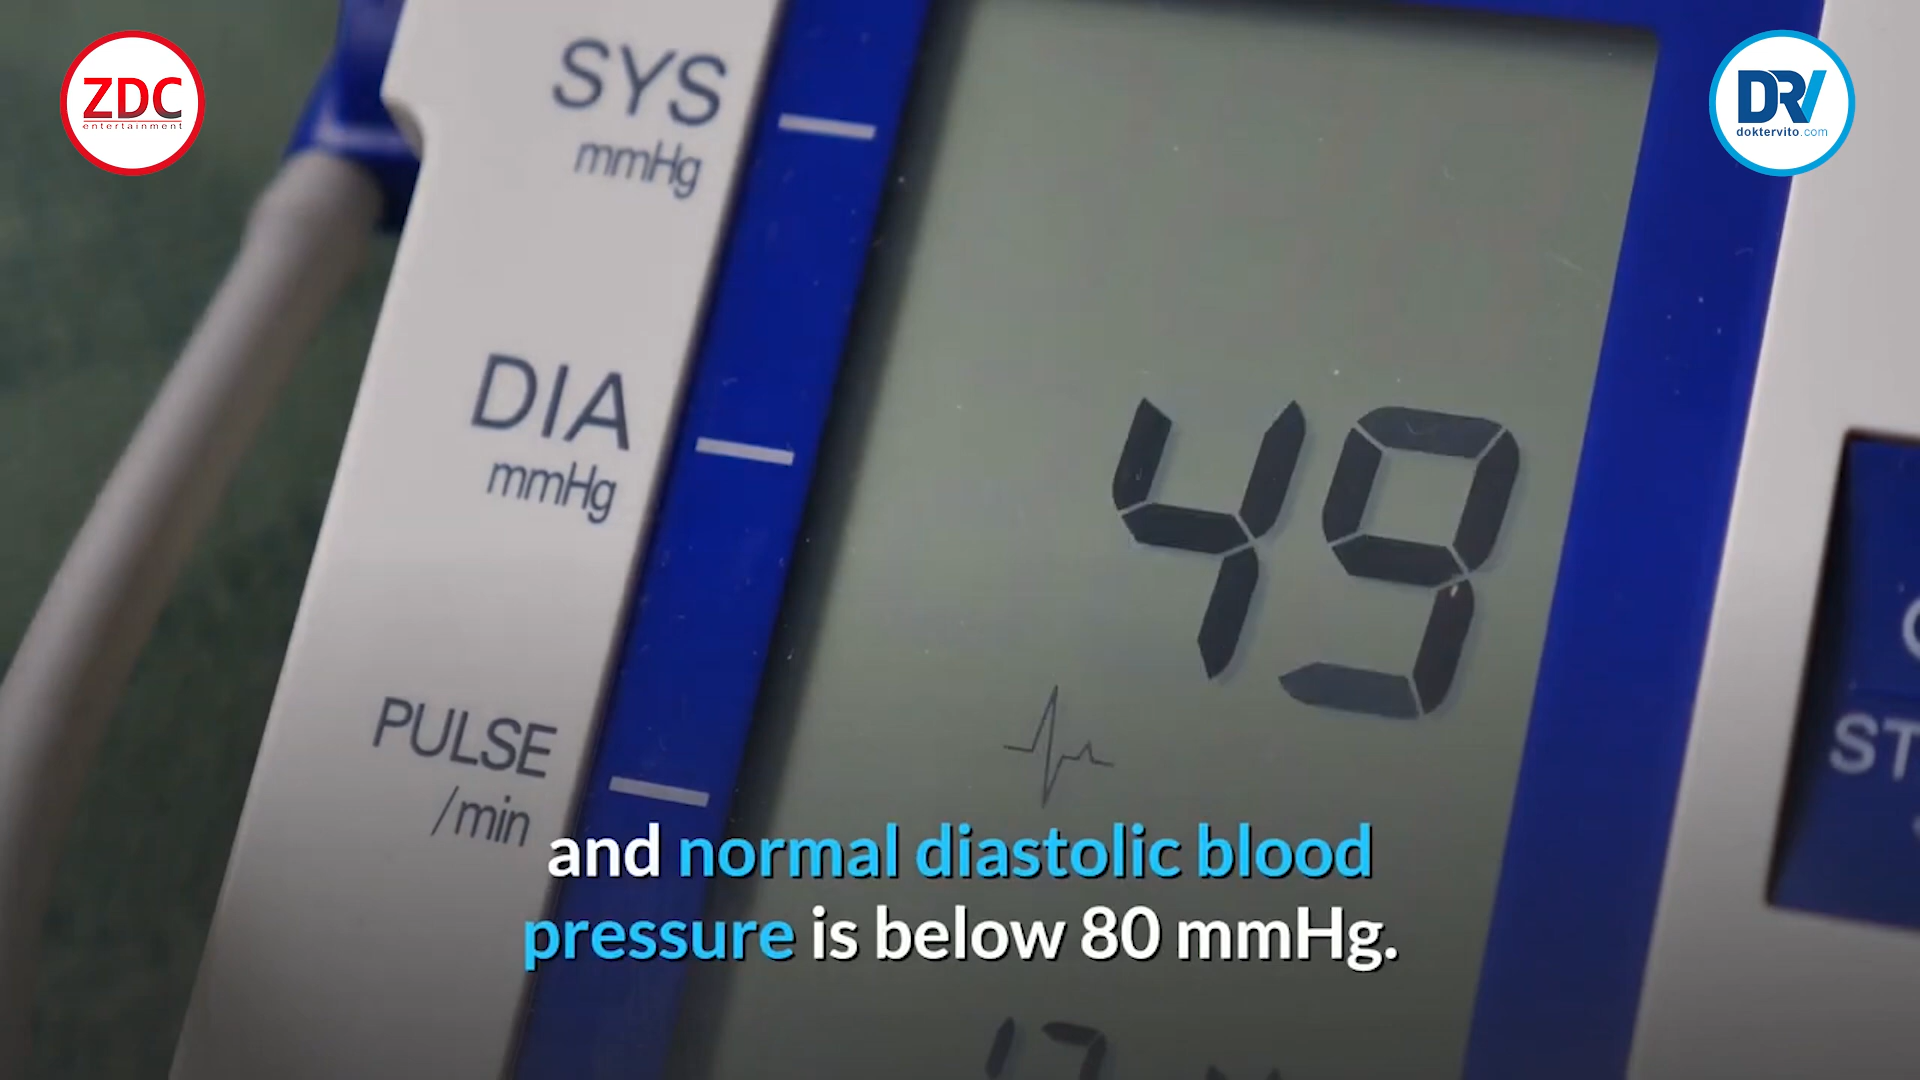 ZDC
entertainment
DRV
doktervito.com
SYS
mmHg
DIA
mmHg
49
PULSE
/min
and normal diastolic blood
pressure is below 80 mmHg.